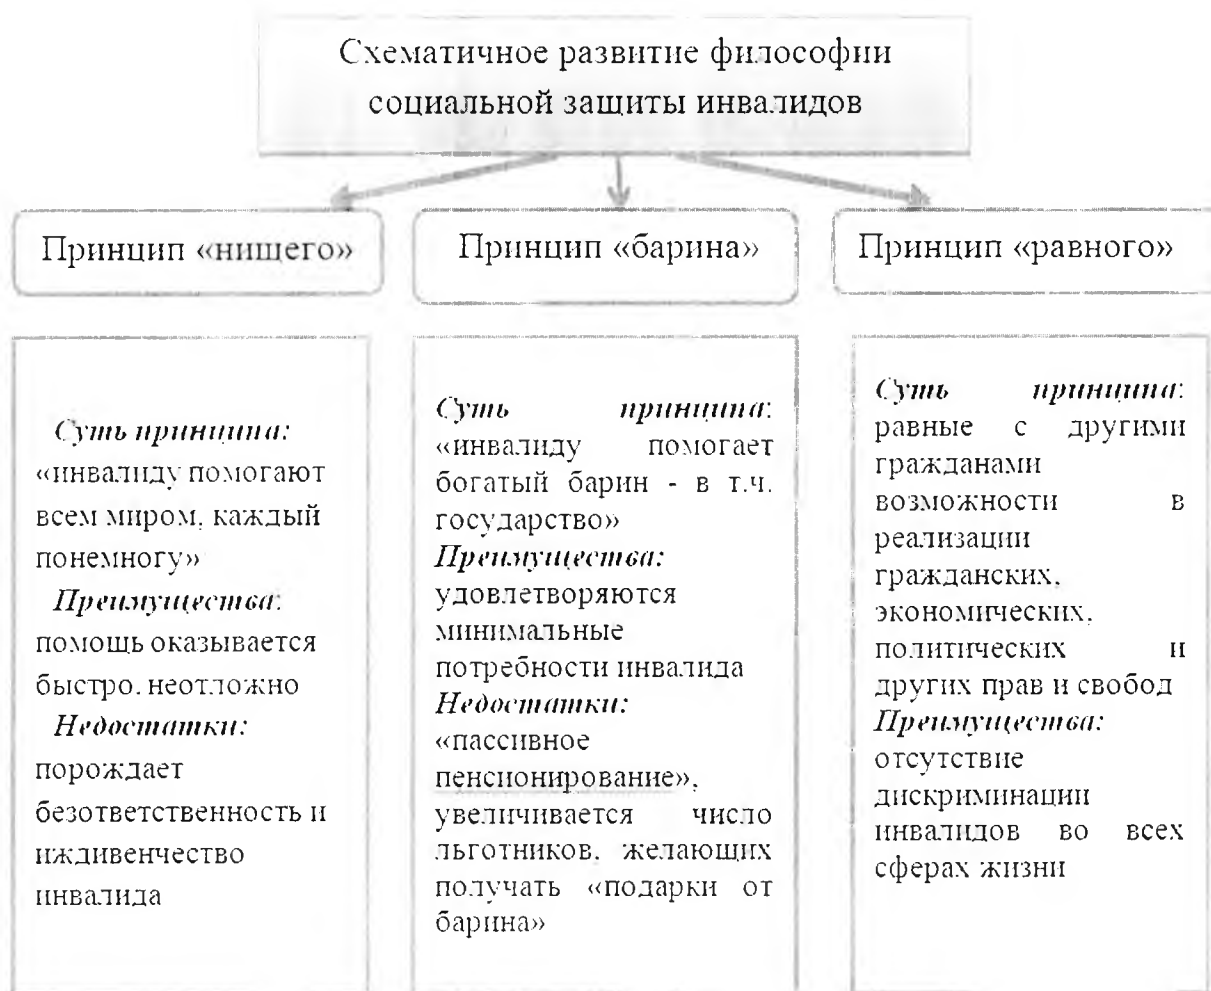 Схематичное развитие философии
социальной защиты инвалидов
Принцип «нищего»
Принцип «барина»
Принцип «равного»
Суть принципа:
«инвалиду помогают
всем миром, каждый
понемногу»
Преимущества:
помощь оказывается
быстро, неотложно
Недостатки:
порождает
безответственность и
иждивенчество
инвалида
Суть принципа:
«инвалиду помогает
богатый барин - в т.ч.
государство»
Преимущества:
удовлетворяются
минимальные
потребности инвалида
Недостатки:
«пассивное
пенсионирование»,
увеличивается число
льготников, желающих
получать «подарки от
барина»
Суть принципа:
равные с другими
гражданами
возможности в
реализации
гражданских,
экономических,
политических и
других прав и свобод
Преимущества:
отсутствие
дискриминации
инвалидов во всех
сферах жизни